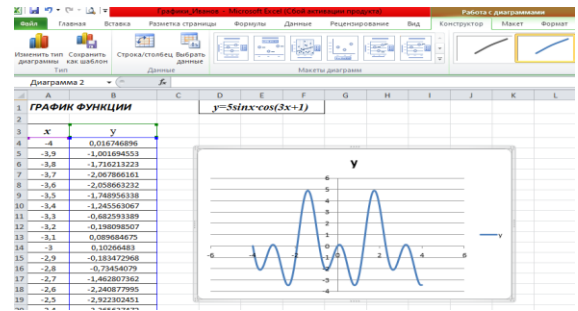 Графики_Иванов - Microsoft Excel (Сбой активации продукта)
Работа с диаграммами
Файл Главная Вставка Разметка страницы Формулы Данные Рецензирование Вид Конструктор Макет Формат
Изменить тип диаграммы Сохранить как шаблон Строка/столбец Выбрать данные
Тип Данные Макеты диаграмм
Диаграмма 2 fx
A B C D E F G H I J K L
1 ГРАФИК ФУНКЦИИ y=5sinx·cos(3x+1)
2
3 x y
4 -4 0,016746896
5 -3,9 -1,001694553
6 -3,8 -1,716213223
7 -3,7 -2,067866161
8 -3,6 -2,058663232
9 -3,5 -1,748956338
10 -3,4 -1,245563067
11 -3,3 -0,682593389
12 -3,2 -0,198098507
13 -3,1 0,089684675
14 -3 0,10266483
15 -2,9 -0,183472968
16 -2,8 -0,73454079
17 -2,7 -1,462807362
18 -2,6 -2,240877995
19 -2,5 -2,922302451
y
6
5
4
3
2
1
0
-6 -4 -2 0 2 4 6
-1
-2
-3
-4
y